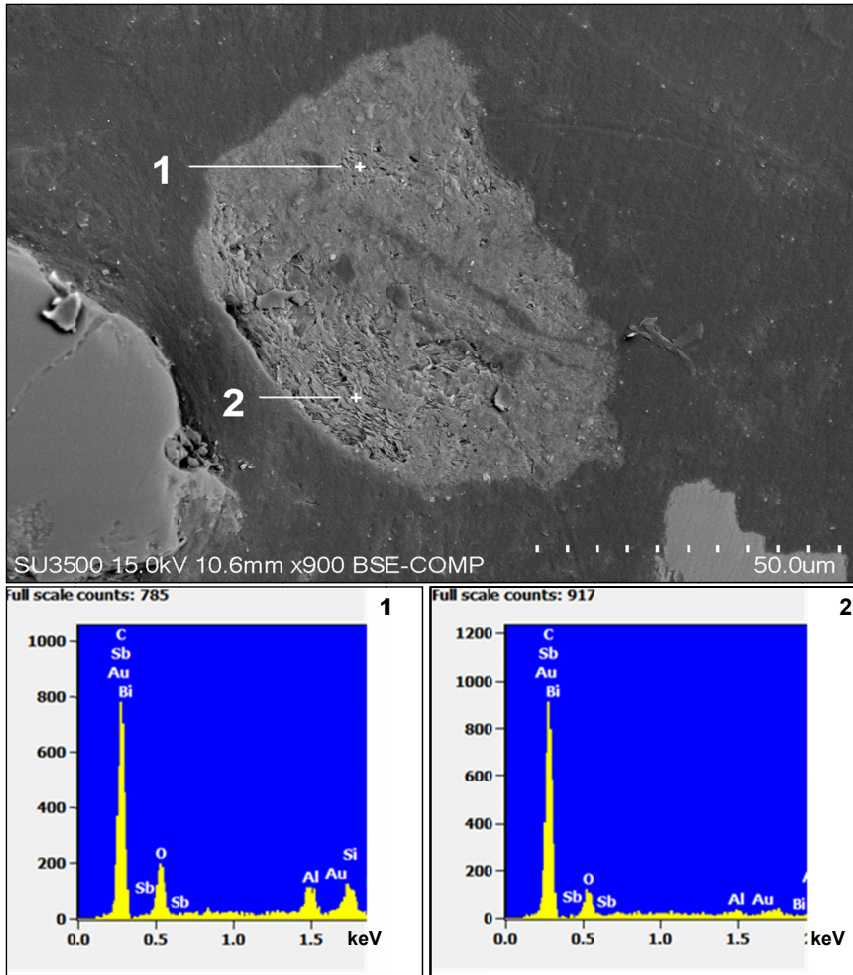 1
2
SU3500 15.0kV 10.6mm x900 BSE-COMP 50.0um
Full scale counts: 785 1
1000
800
600
400
200
0
C
Sb
Au
Bi
Sb
O
Sb
Al
Au
Si
0.0 0.5 1.0 1.5 keV
Full scale counts: 917 2
1200
1000
800
600
400
200
0
C
Sb
Au
Bi
Sb
O
Sb
Al
Au
Bi
0.0 0.5 1.0 1.5 keV